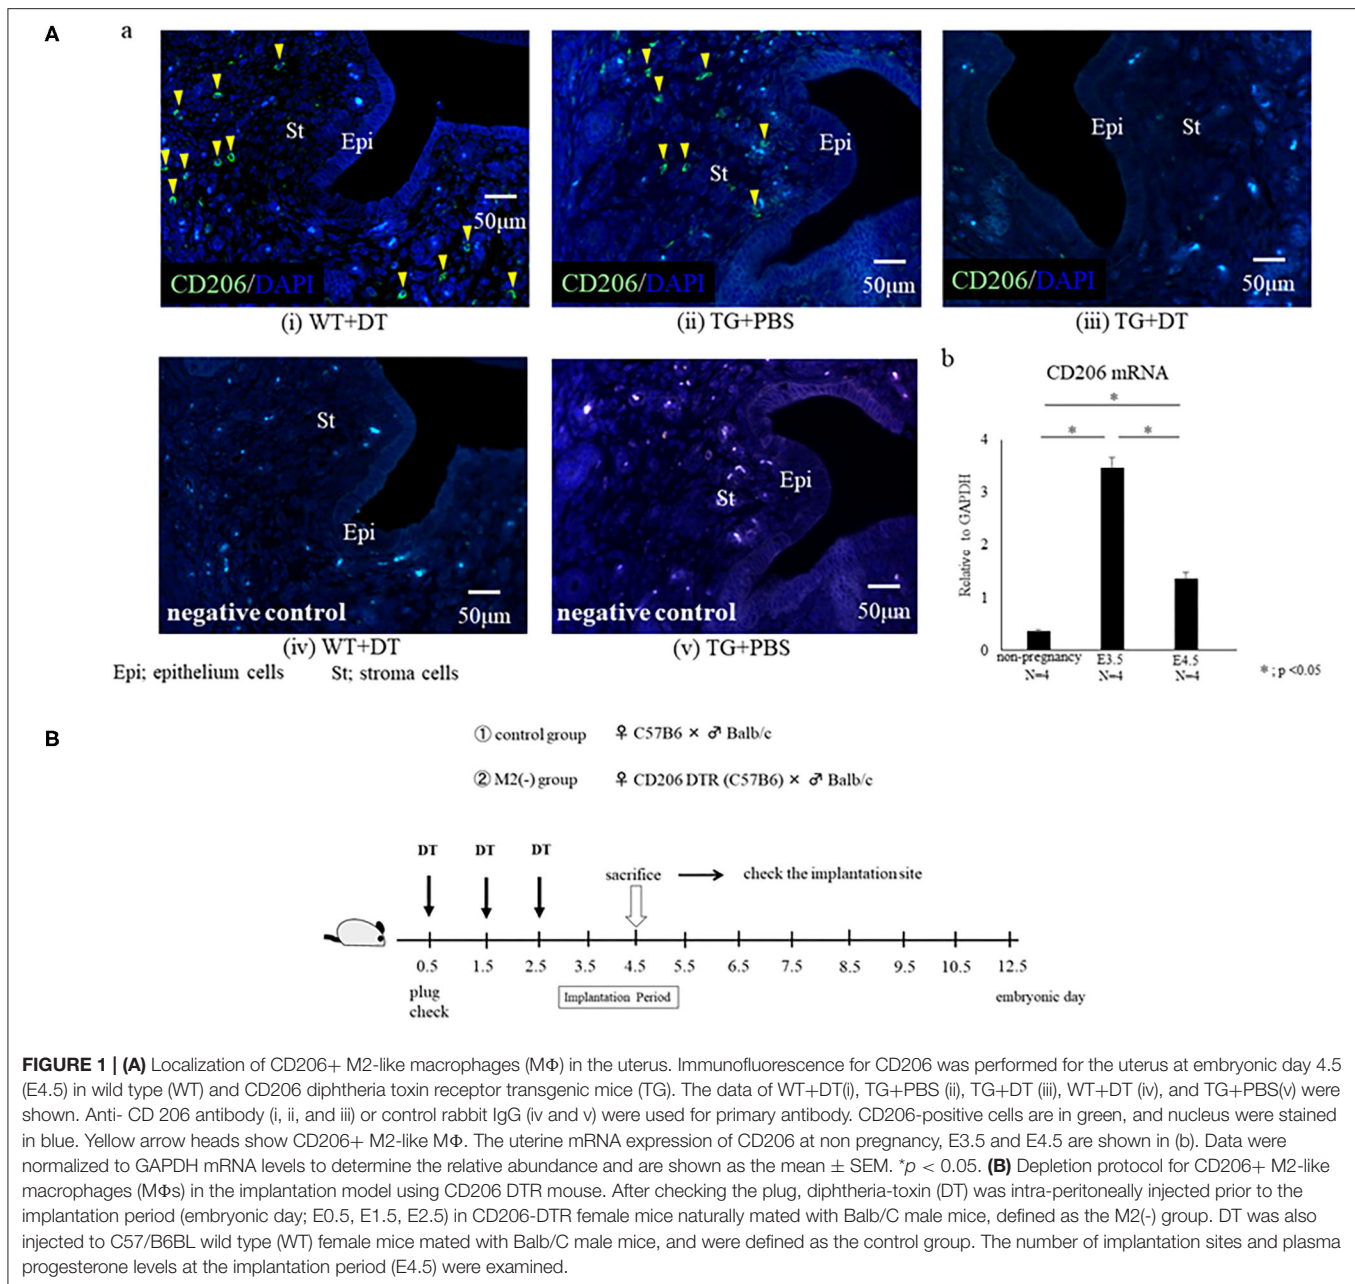 A
a
St
Epi
50µm
CD206/DAPI
(i) WT+DT
Epi
St
50µm
CD206/DAPI
(ii) TG+PBS
Epi
St
50µm
CD206/DAPI
(iii) TG+DT
St
Epi
50µm
negative control
(iv) WT+DT
Epi
St
50µm
negative control
(v) TG+PBS
Epi; epithelium cells St; stroma cells
b
CD206 mRNA
*
* *
Relative to GAPDH
4
3
2
1
0
non-pregnancy E3.5 E4.5
N=4 N=4 N=4
*; p <0.05
B
① control group ♀ C57B6 × ♂ Balb/c
② M2(-) group ♀ CD206 DTR (C57B6) × ♂ Balb/c
DT DT DT
sacrifice check the implantation site
0.5 1.5 2.5 3.5 4.5 5.5 6.5 7.5 8.5 9.5 10.5 12.5
plug
check
Implantation Period
embryonic day
FIGURE 1 | (A) Localization of CD206+ M2-like macrophages (MΦ) in the uterus. Immunofluorescence for CD206 was performed for the uterus at embryonic day 4.5
(E4.5) in wild type (WT) and CD206 diphtheria toxin receptor transgenic mice (TG). The data of WT+DT(i), TG+PBS (ii), TG+DT (iii), WT+DT (iv), and TG+PBS(v) were
shown. Anti- CD 206 antibody (i, ii, and iii) or control rabbit IgG (iv and v) were used for primary antibody. CD206-positive cells are in green, and nucleus were stained
in blue. Yellow arrow heads show CD206+ M2-like MΦ. The uterine mRNA expression of CD206 at non pregnancy, E3.5 and E4.5 are shown in (b). Data were
normalized to GAPDH mRNA levels to determine the relative abundance and are shown as the mean ± SEM. *p < 0.05. (B) Depletion protocol for CD206+ M2-like
macrophages (MΦs) in the implantation model using CD206 DTR mouse. After checking the plug, diphtheria-toxin (DT) was intra-peritoneally injected prior to the
implantation period (embryonic day; E0.5, E1.5, E2.5) in CD206-DTR female mice naturally mated with Balb/C male mice, defined as the M2(-) group. DT was also
injected to C57/B6BL wild type (WT) female mice mated with Balb/C male mice, and were defined as the control group. The number of implantation sites and plasma
progesterone levels at the implantation period (E4.5) were examined.